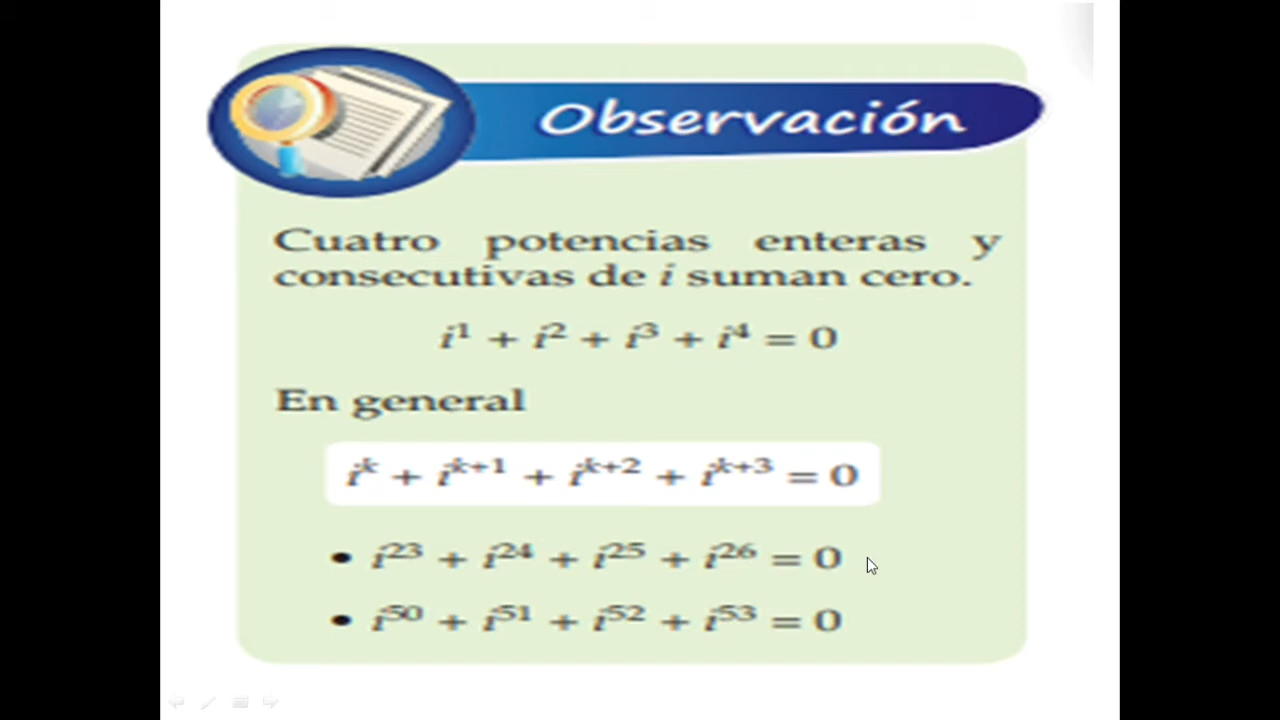 Observación
Cuatro potencias enteras y
consecutivas de i suman cero.
i¹ + i² + i³ + i⁴ = 0
En general
iᵏ + iᵏ⁺¹ + iᵏ⁺² + iᵏ⁺³ = 0
• i²³ + i²⁴ + i²⁵ + i²⁶ = 0
• i⁵⁰ + i⁵¹ + i⁵² + i⁵³ = 0